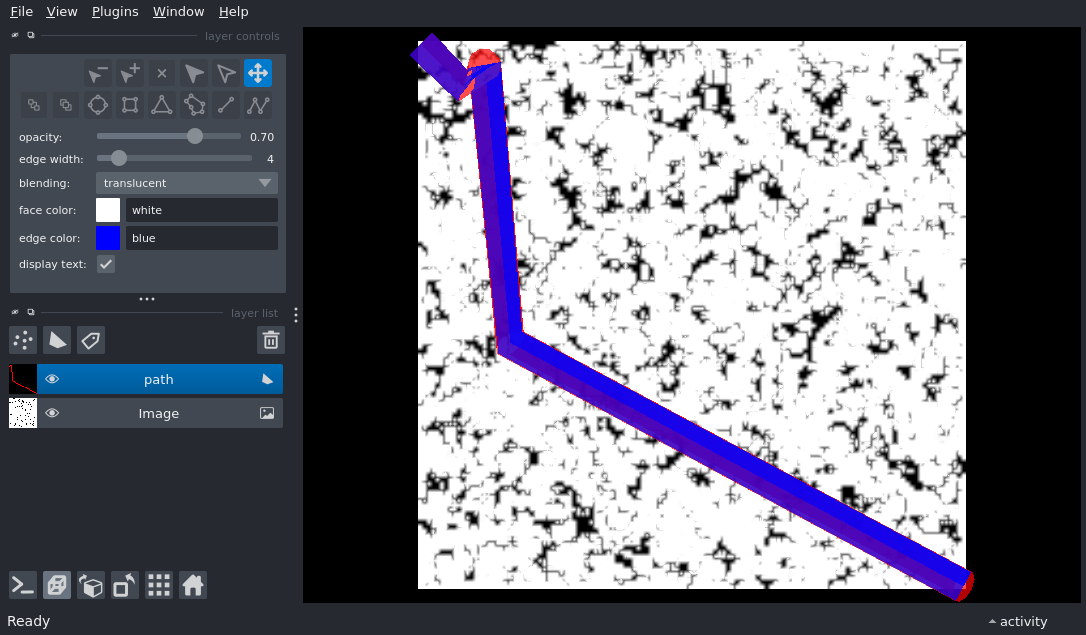 File View Plugins Window Help
layer controls
opacity: 0.70
edge width: 4
blending: translucent
face color: white
edge color: blue
display text:
layer list
path
Image
Ready
activity